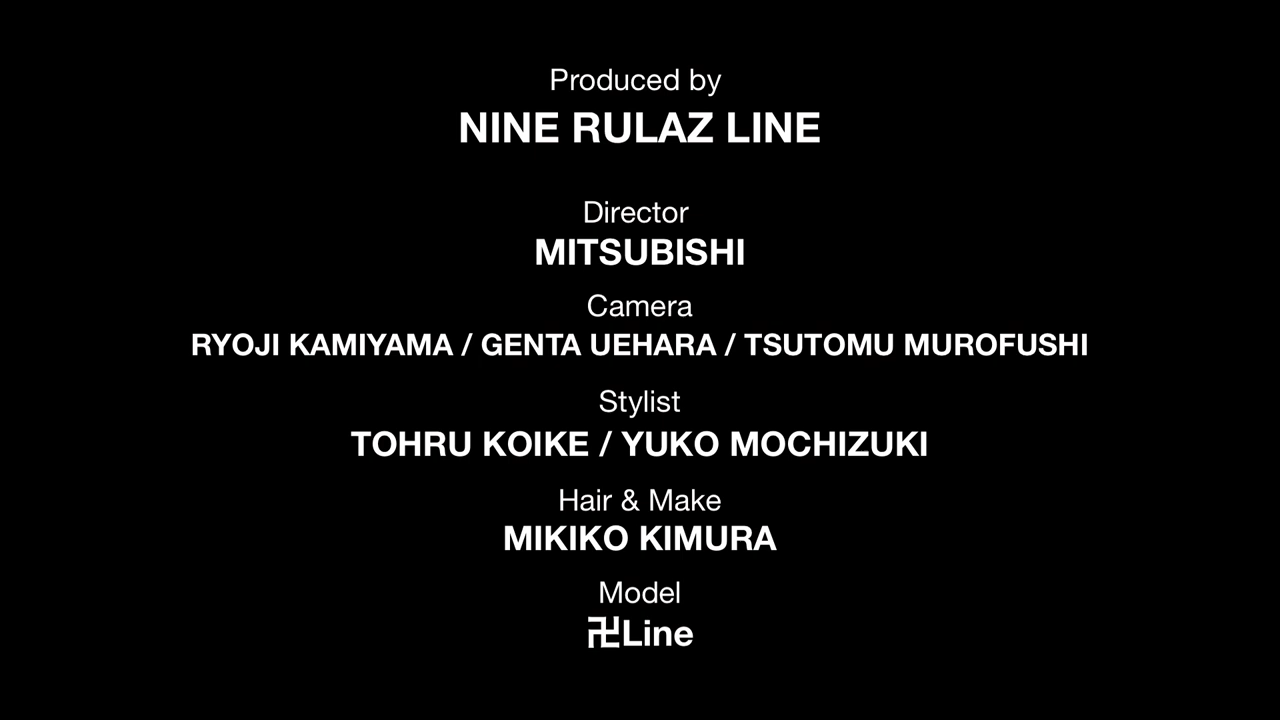 Produced by
NINE RULAZ LINE
Director
MITSUBISHI
Camera
RYOJI KAMIYAMA / GENTA UEHARA / TSUTOMU MUROFUSHI
Stylist
TOHRU KOIKE / YUKO MOCHIZUKI
Hair & Make
MIKIKO KIMURA
Model
卍Line